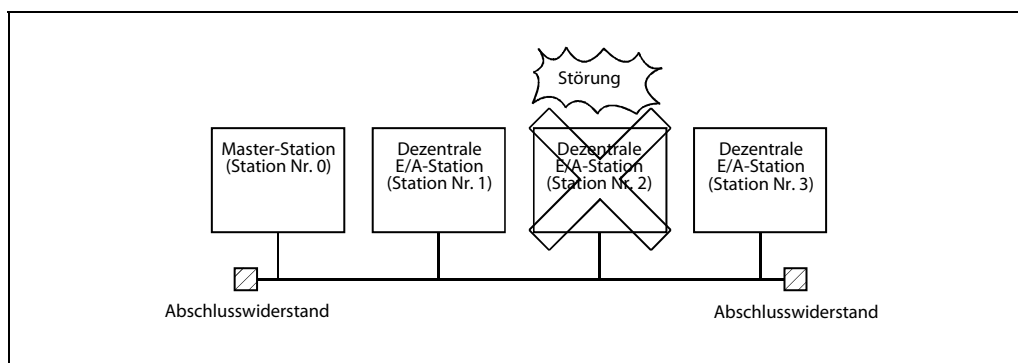 Störung
Master-Station
(Station Nr. 0)
Dezentrale
E/A-Station
(Station Nr. 1)
Dezentrale
E/A-Station
(Station Nr. 2)
Dezentrale
E/A-Station
(Station Nr. 3)
Abschlusswiderstand
Abschlusswiderstand